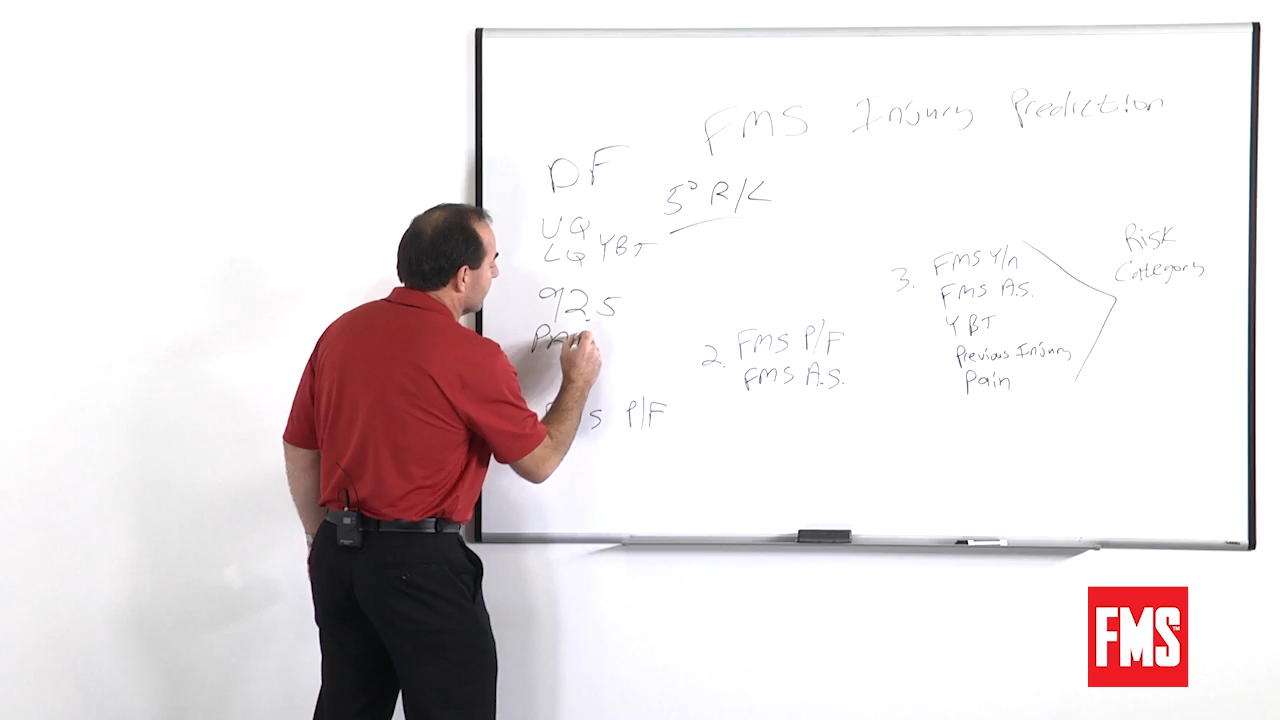 FMS Injury Prediction
DF
5° R/L
UQ
LQ YBT
92.5
2. FMS P/F
FMS A.S.
3. FMS Y/n
FMS A.S.
YBT
Previous Injury
Pain
Risk
Category
P/F
FMS